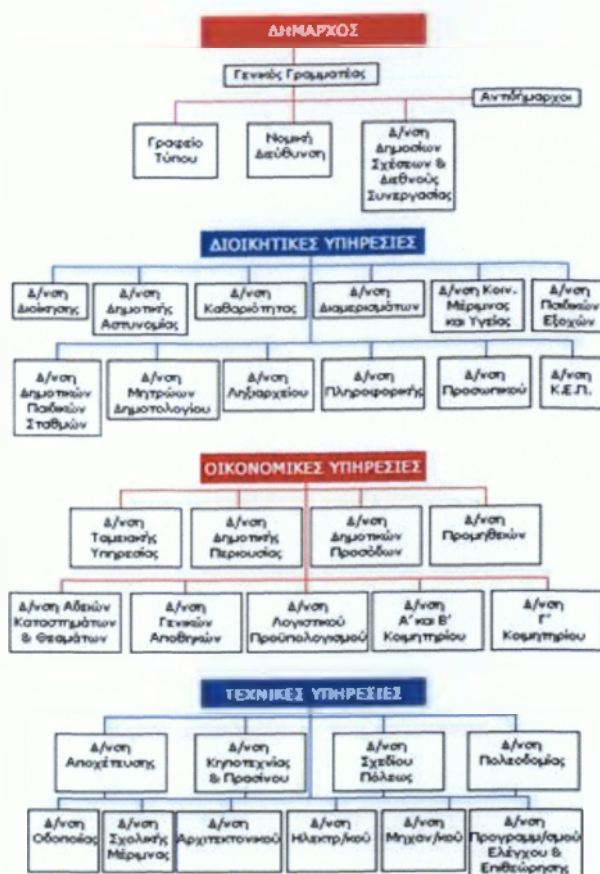 ΔΗΜΑΡΧΟΣ
Γενικός Γραμματέας
Αντιδήμαρχοι
Γραφείο
Τύπου
Νομική
Διεύθυνση
Δ/νση
Δημοσίων
Σχέσεων &
Διεθνούς
Συνεργασίας
ΔΙΟΙΚΗΤΙΚΕΣ ΥΠΗΡΕΣΙΕΣ
Δ/νση
Διοίκησης
Δ/νση
Δημοτικής
Αστυνομίας
Δ/νση
Καθαριότητας
Δ/νση
Διαμερισμάτων
Δ/νση Κοιν.
Μέριμνας
και Υγείας
Δ/νση
Παιδικών
Εξοχών
Δ/νση
Δημοτικών
Παιδικών
Σταθμών
Δ/νση
Μητρώων
Δημοτολογίου
Δ/νση
Ληξιαρχείου
Δ/νση
Πληροφορικής
Δ/νση
Προσωπικού
Δ/νση
Κ.Ε.Π.
ΟΙΚΟΝΟΜΙΚΕΣ ΥΠΗΡΕΣΙΕΣ
Δ/νση
Ταμειακής
Υπηρεσίας
Δ/νση
Δημοτικής
Περιουσίας
Δ/νση
Δημοτικών
Προσόδων
Δ/νση
Προμηθειών
Δ/νση Αδειών
Καταστημάτων
& Θεαμάτων
Δ/νση
Γενικών
Αποθηκών
Δ/νση
Λογιστικού
Προϋπολογισμού
Δ/νση
Α' και Β'
Κοιμητηρίου
Δ/νση
Γ'
Κοιμητηρίου
ΤΕΧΝΙΚΕΣ ΥΠΗΡΕΣΙΕΣ
Δ/νση
Αποχέτευσης
Δ/νση
Κηποτεχνίας
& Πρασίνου
Δ/νση
Σχεδίου
Πόλεως
Δ/νση
Πολεοδομίας
Δ/νση
Οδοποιίας
Δ/νση
Σχολικής
Μέριμνας
Δ/νση
Αρχιτεκτονικού
Δ/νση
Ηλεκτρ/κού
Δ/νση
Μηχαν/κού
Δ/νση
Προγραμμ/σμού
Ελέγχου &
Επιθεώρησης